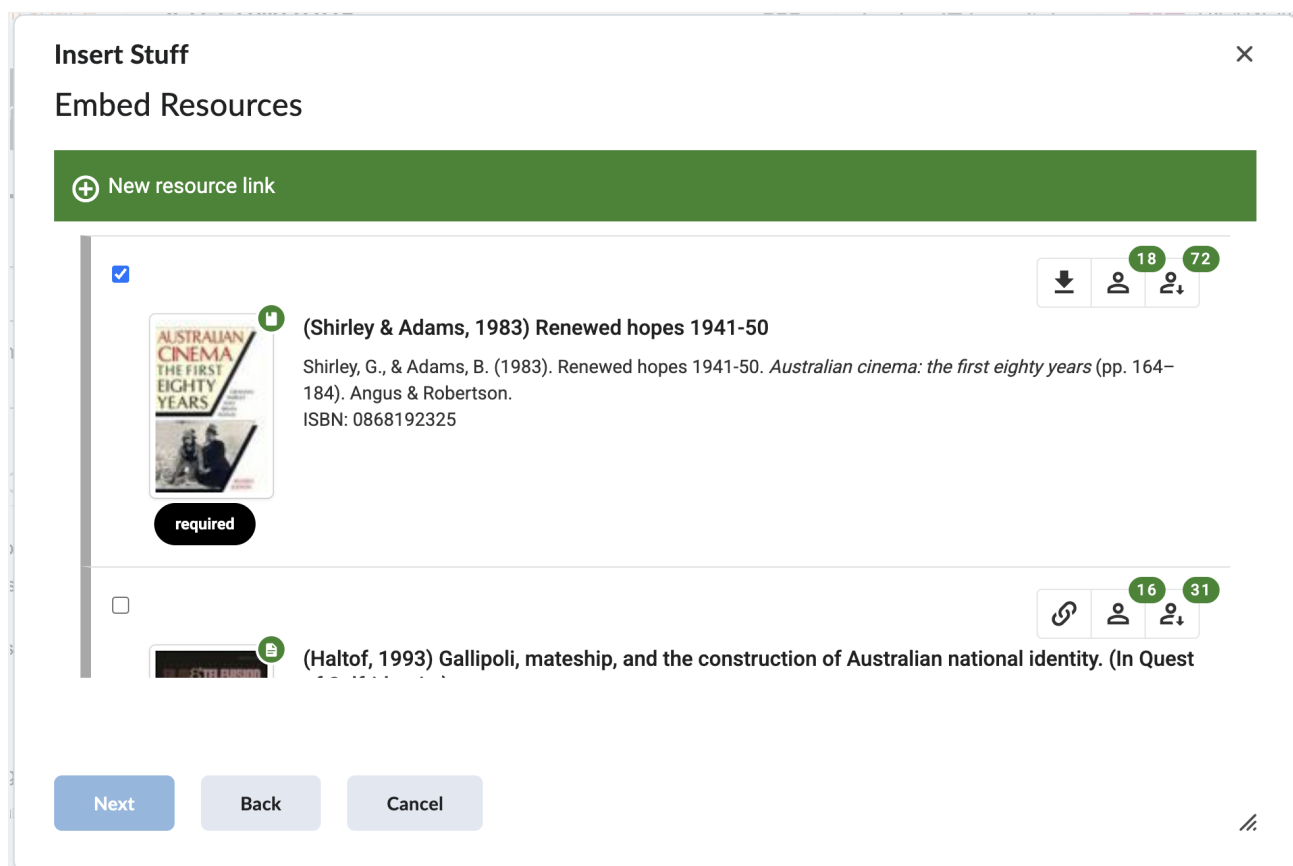 Insert Stuff
Embed Resources
New resource link
18 72
AUSTRALIAN
CINEMA
THE FIRST
EIGHTY
YEARS
(Shirley & Adams, 1983) Renewed hopes 1941-50
Shirley, G., & Adams, B. (1983). Renewed hopes 1941-50. Australian cinema: the first eighty years (pp. 164–
184). Angus & Robertson.
ISBN: 0868192325
required
16 31
(Haltof, 1993) Gallipoli, mateship, and the construction of Australian national identity. (In Quest
Next Back Cancel